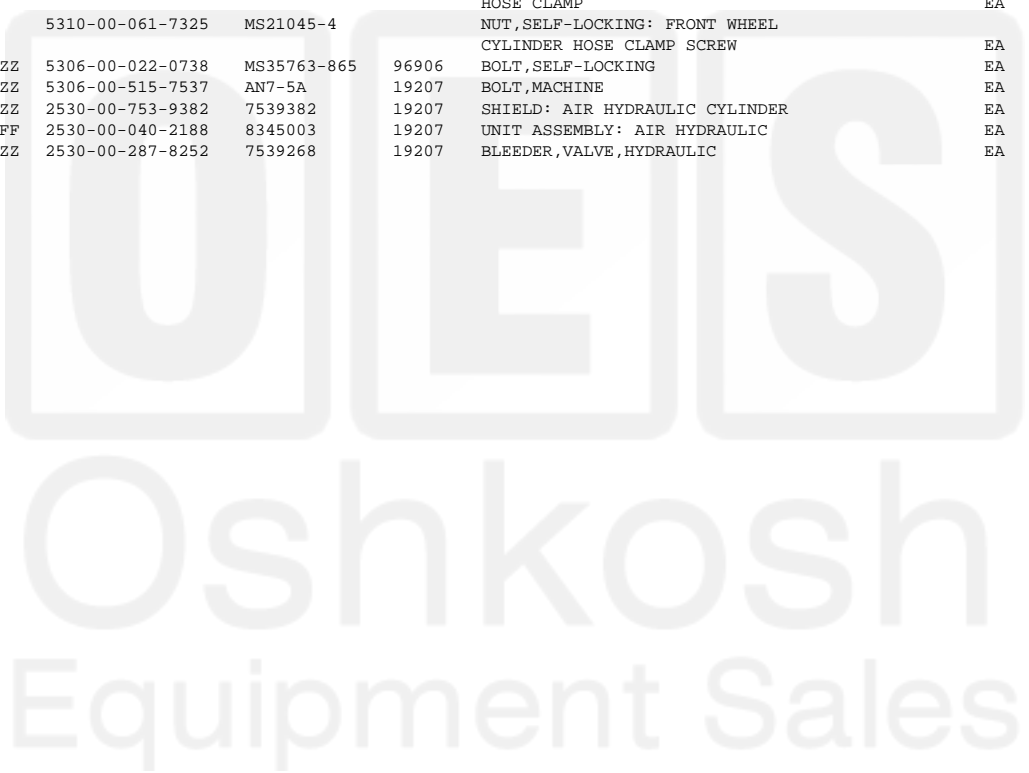 HOSE CLAMP EA
5310-00-061-7325 MS21045-4 NUT,SELF-LOCKING: FRONT WHEEL
CYLINDER HOSE CLAMP SCREW EA
ZZ 5306-00-022-0738 MS35763-865 96906 BOLT,SELF-LOCKING EA
ZZ 5306-00-515-7537 AN7-5A 19207 BOLT,MACHINE EA
ZZ 2530-00-753-9382 7539382 19207 SHIELD: AIR HYDRAULIC CYLINDER EA
FF 2530-00-040-2188 8345003 19207 UNIT ASSEMBLY: AIR HYDRAULIC EA
ZZ 2530-00-287-8252 7539268 19207 BLEEDER,VALVE,HYDRAULIC EA
OES
Oshkosh
Equipment Sales